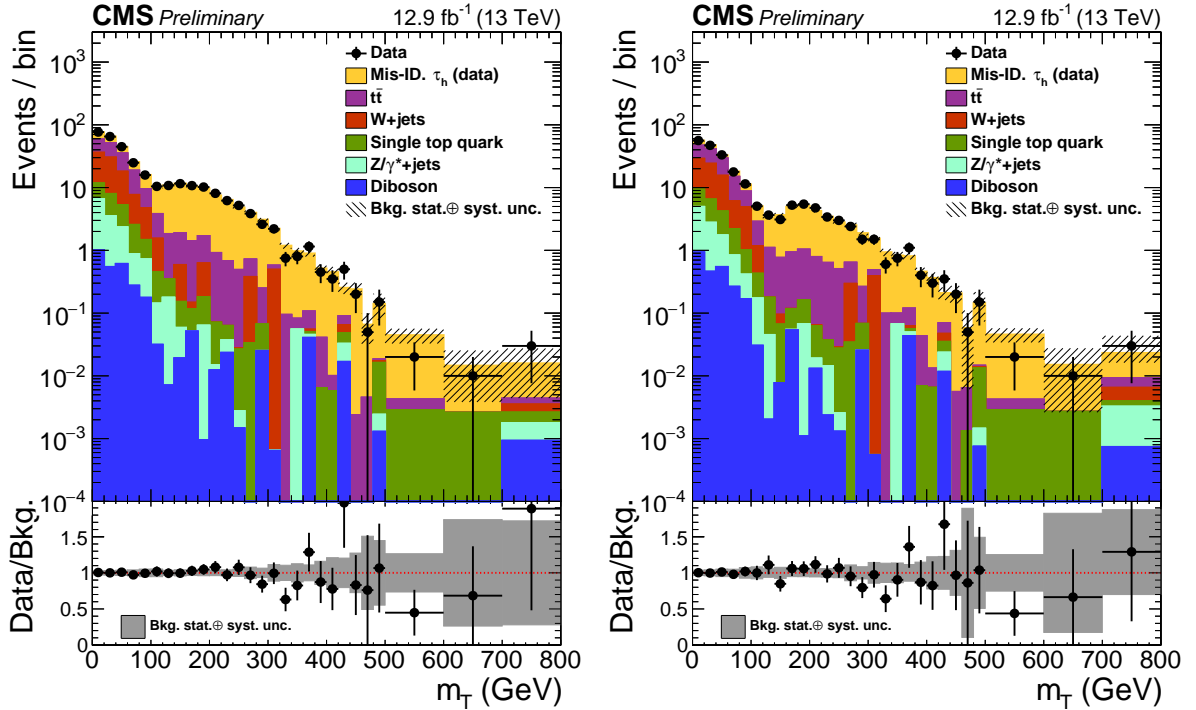 CMS Preliminary 12.9 fb⁻¹ (13 TeV)
Events / bin
10³
10²
10
1
10⁻¹
10⁻²
10⁻³
10⁻⁴
Data
Mis-ID. τ_h (data)
tt̄
W+jets
Single top quark
Z/γ*+jets
Diboson
Bkg. stat.⊕ syst. unc.
Data/Bkg.
1.5
1
0.5
0
Bkg. stat.⊕ syst. unc.
0 100 200 300 400 500 600 700 800
m_T (GeV)
CMS Preliminary 12.9 fb⁻¹ (13 TeV)
Events / bin
10³
10²
10
1
10⁻¹
10⁻²
10⁻³
10⁻⁴
Data
Mis-ID. τ_h (data)
tt̄
W+jets
Single top quark
Z/γ*+jets
Diboson
Bkg. stat.⊕ syst. unc.
Data/Bkg.
1.5
1
0.5
0
Bkg. stat.⊕ syst. unc.
0 100 200 300 400 500 600 700 800
m_T (GeV)